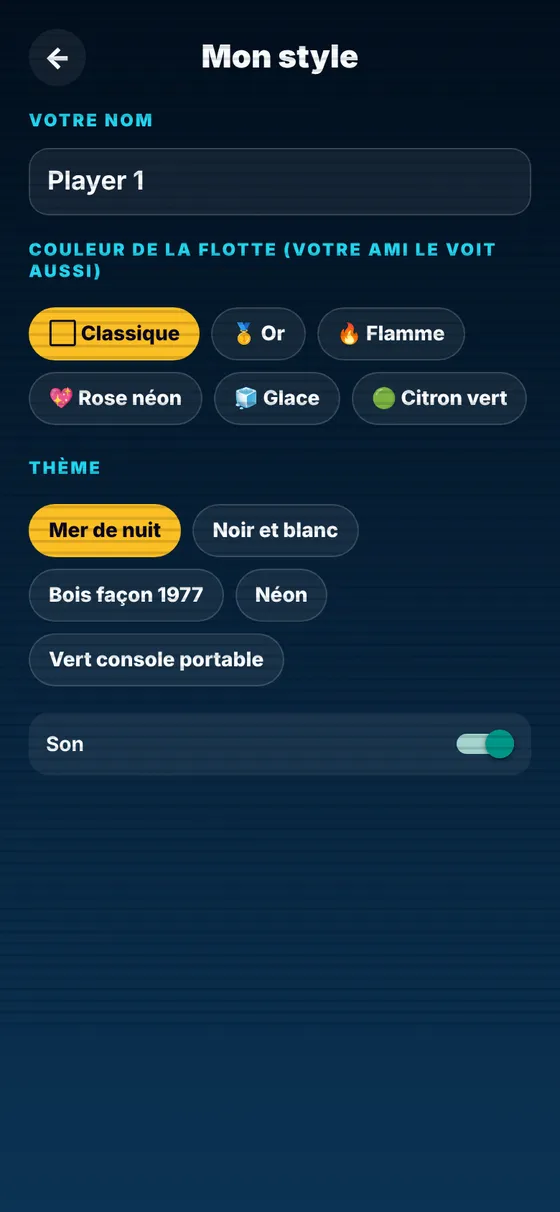 Mon style
VOTRE NOM
Player 1
COULEUR DE LA FLOTTE (VOTRE AMI LE VOIT
AUSSI)
Classique
🥇 Or
🔥 Flamme
💖 Rose néon
🧊 Glace
🟢 Citron vert
THÈME
Mer de nuit
Noir et blanc
Bois façon 1977
Néon
Vert console portable
Son